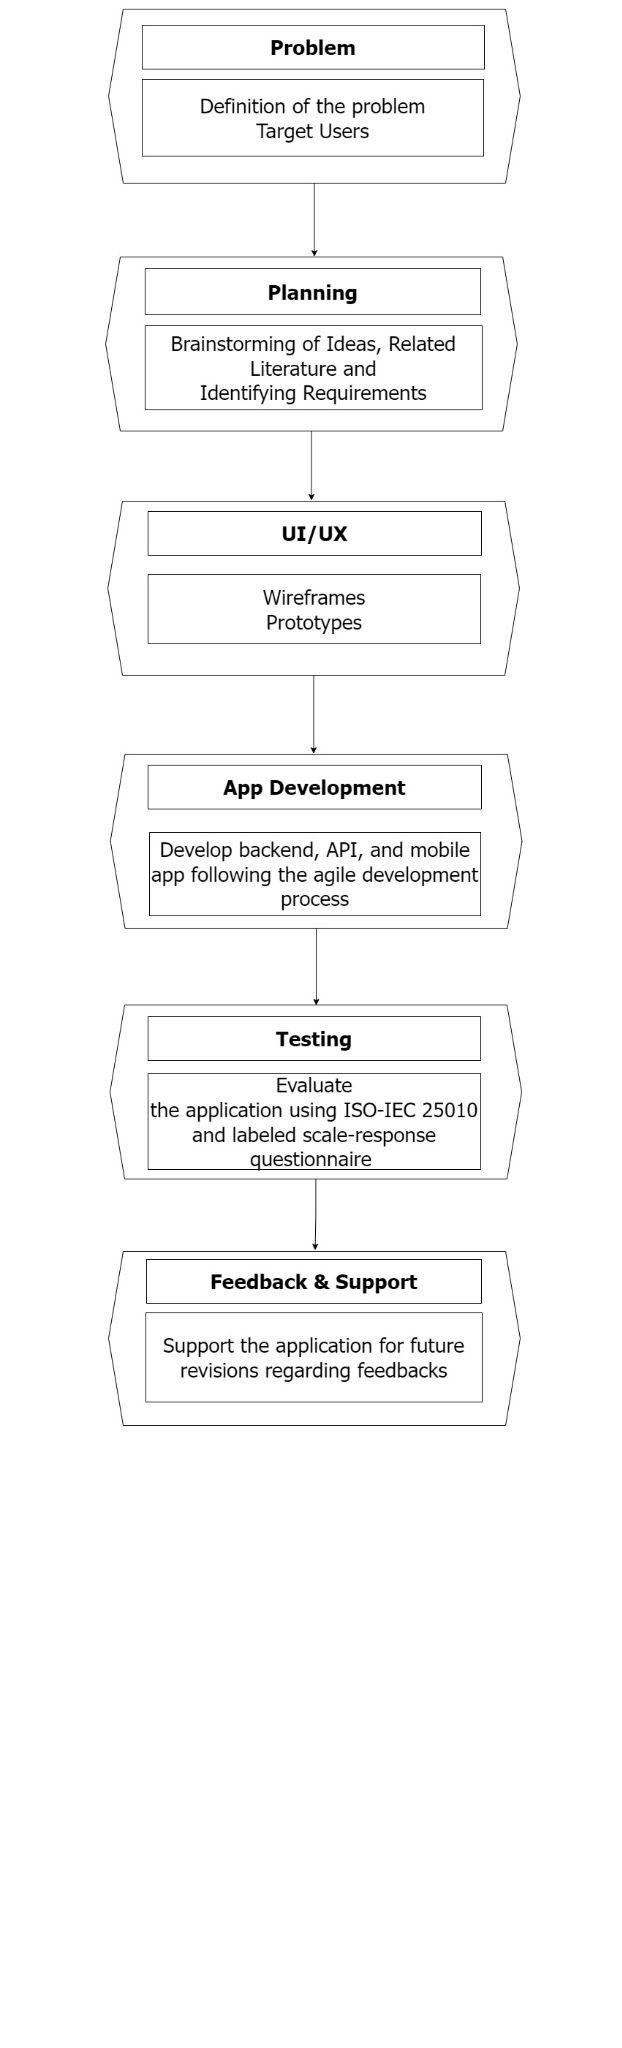 Problem
Definition of the problem
Target Users
Planning
Brainstorming of Ideas, Related
Literature and
Identifying Requirements
UI/UX
Wireframes
Prototypes
App Development
Develop backend, API, and mobile
app following the agile development
process
Testing
Evaluate
the application using ISO-IEC 25010
and labeled scale-response
questionnaire
Feedback & Support
Support the application for future
revisions regarding feedbacks